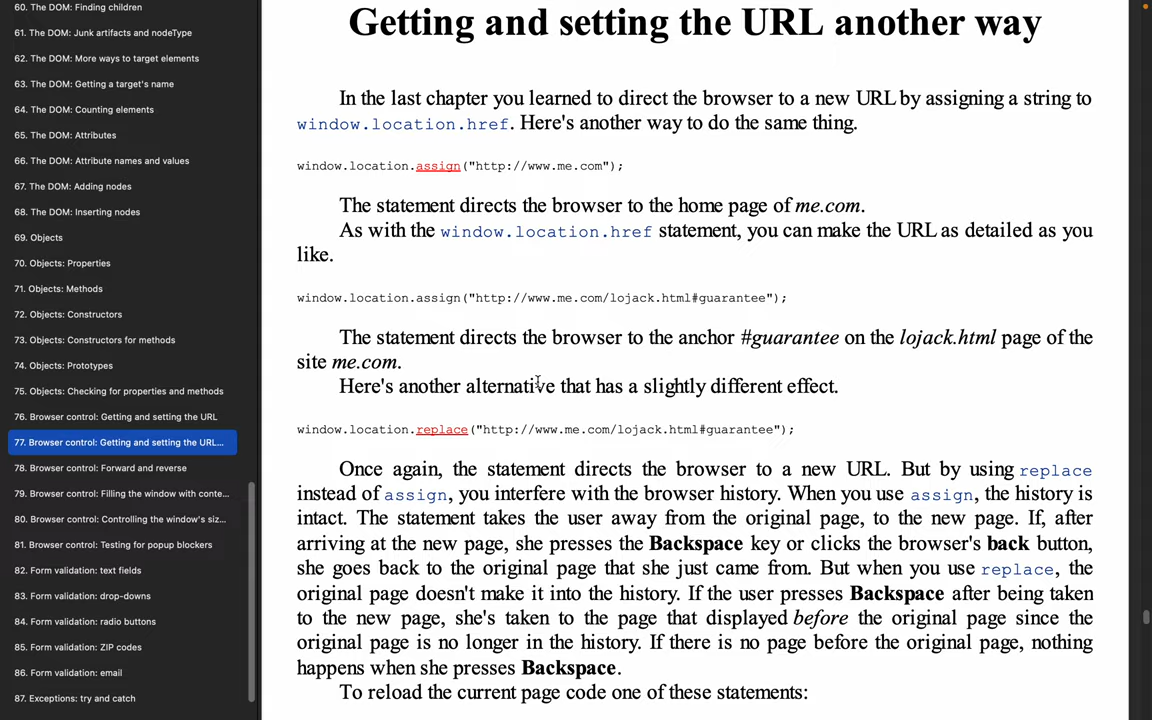 60. The DOM: Finding children
61. The DOM: Junk artifacts and nodeType
62. The DOM: More ways to target elements
63. The DOM: Getting a target's name
64. The DOM: Counting elements
65. The DOM: Attributes
66. The DOM: Attribute names and values
67. The DOM: Adding nodes
68. The DOM: Inserting nodes
69. Objects
70. Objects: Properties
71. Objects: Methods
72. Objects: Constructors
73. Objects: Constructors for methods
74. Objects: Prototypes
75. Objects: Checking for properties and methods
76. Browser control: Getting and setting the URL
77. Browser control: Getting and setting the URL...
78. Browser control: Forward and reverse
79. Browser control: Filling the window with conte...
80. Browser control: Controlling the window's siz...
81. Browser control: Testing for popup blockers
82. Form validation: text fields
83. Form validation: drop-downs
84. Form validation: radio buttons
85. Form validation: ZIP codes
86. Form validation: email
87. Exceptions: try and catch
Getting and setting the URL another way
In the last chapter you learned to direct the browser to a new URL by assigning a string to
window.location.href. Here's another way to do the same thing.
window.location.assign("http://www.me.com");
The statement directs the browser to the home page of me.com.
As with the window.location.href statement, you can make the URL as detailed as you
like.
window.location.assign("http://www.me.com/lojack.html#guarantee");
The statement directs the browser to the anchor #guarantee on the lojack.html page of the
site me.com.
Here's another alternative that has a slightly different effect.
window.location.replace("http://www.me.com/lojack.html#guarantee");
Once again, the statement directs the browser to a new URL. But by using replace
instead of assign, you interfere with the browser history. When you use assign, the history is
intact. The statement takes the user away from the original page, to the new page. If, after
arriving at the new page, she presses the Backspace key or clicks the browser's back button,
she goes back to the original page that she just came from. But when you use replace, the
original page doesn't make it into the history. If the user presses Backspace after being taken
to the new page, she's taken to the page that displayed before the original page since the
original page is no longer in the history. If there is no page before the original page, nothing
happens when she presses Backspace.
To reload the current page code one of these statements: